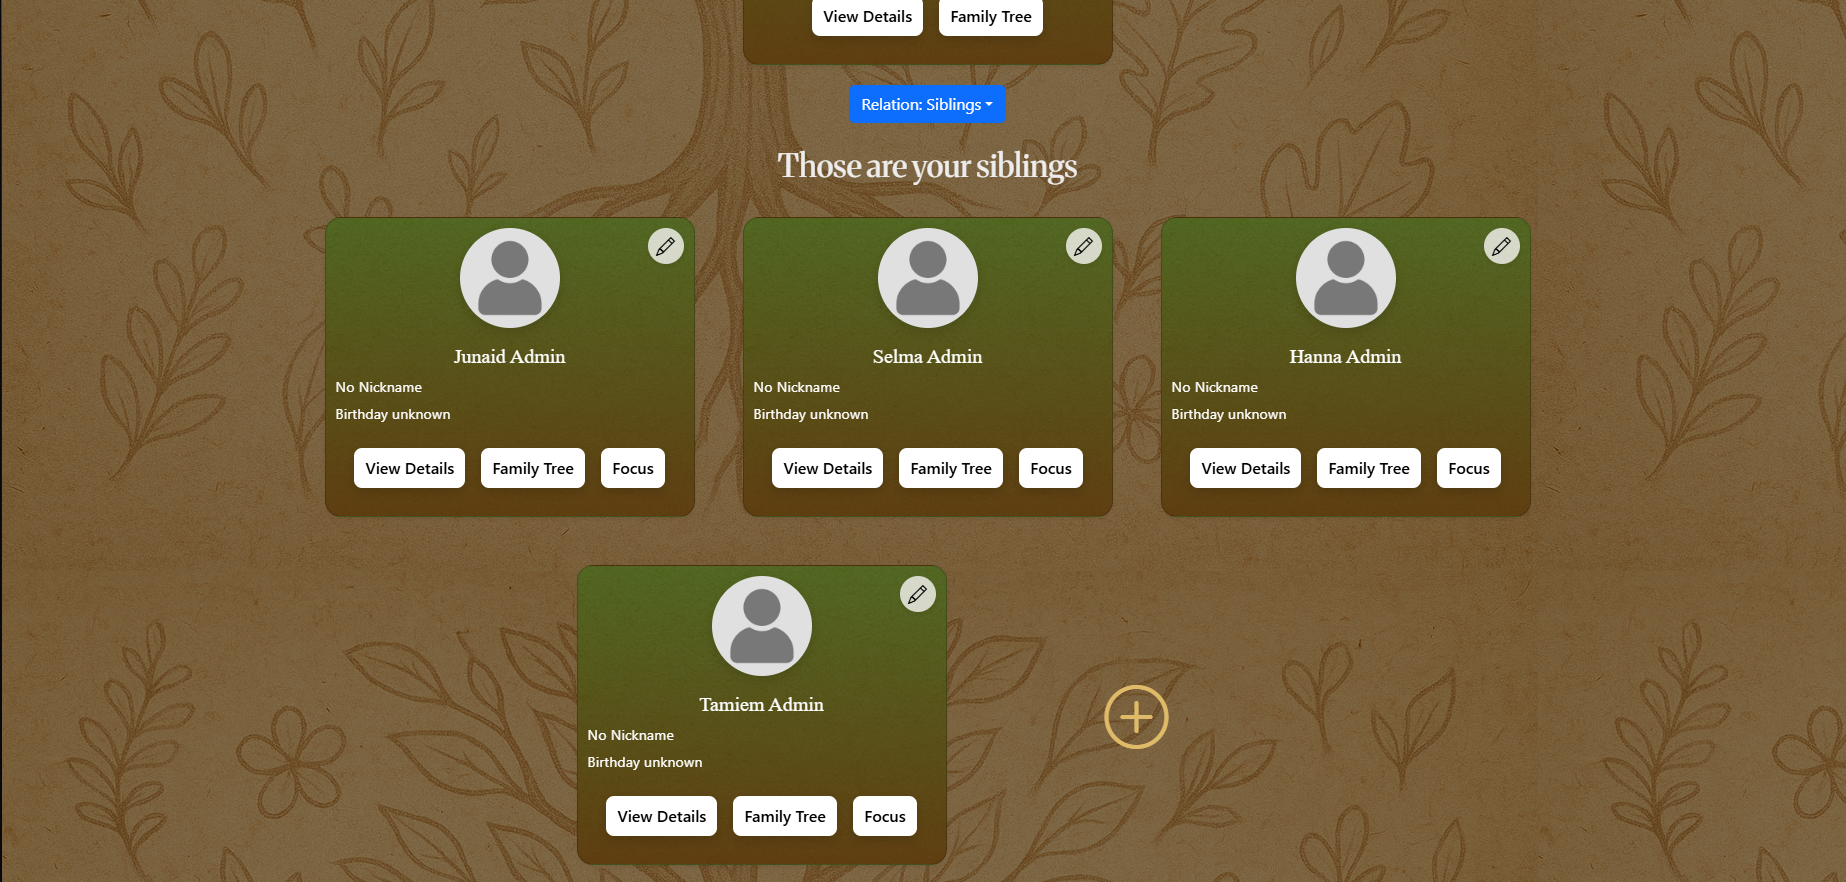 View Details Family Tree
Relation: Siblings
Those are your siblings
Junaid Admin
No Nickname
Birthday unknown
View Details Family Tree Focus
Selma Admin
No Nickname
Birthday unknown
View Details Family Tree Focus
Hanna Admin
No Nickname
Birthday unknown
View Details Family Tree Focus
Tamiem Admin
No Nickname
Birthday unknown
View Details Family Tree Focus